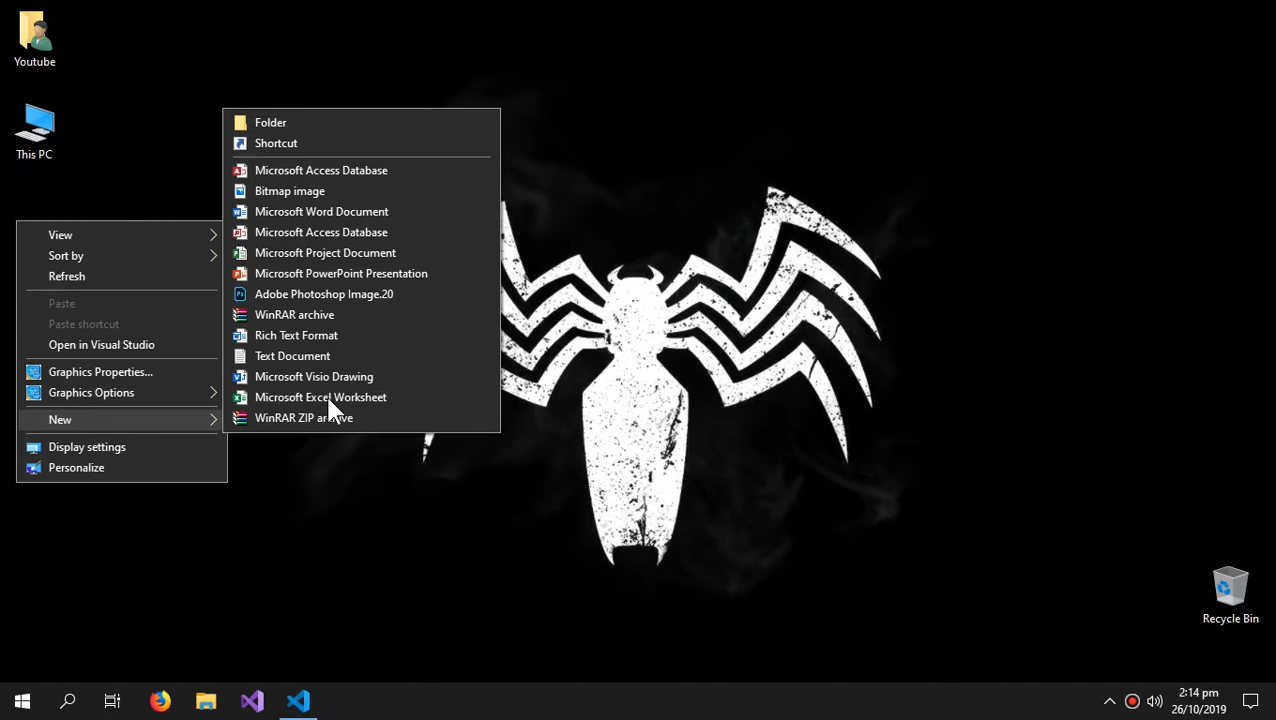 Youtube
This PC
View
Sort by
Refresh
Paste
Paste shortcut
Open in Visual Studio
Graphics Properties...
Graphics Options
New
Display settings
Personalize
Folder
Shortcut
Microsoft Access Database
Bitmap image
Microsoft Word Document
Microsoft Access Database
Microsoft Project Document
Microsoft PowerPoint Presentation
Adobe Photoshop Image.20
WinRAR archive
Rich Text Format
Text Document
Microsoft Visio Drawing
Microsoft Excel Worksheet
WinRAR ZIP archive
Recycle Bin
2:14 pm
26/10/2019